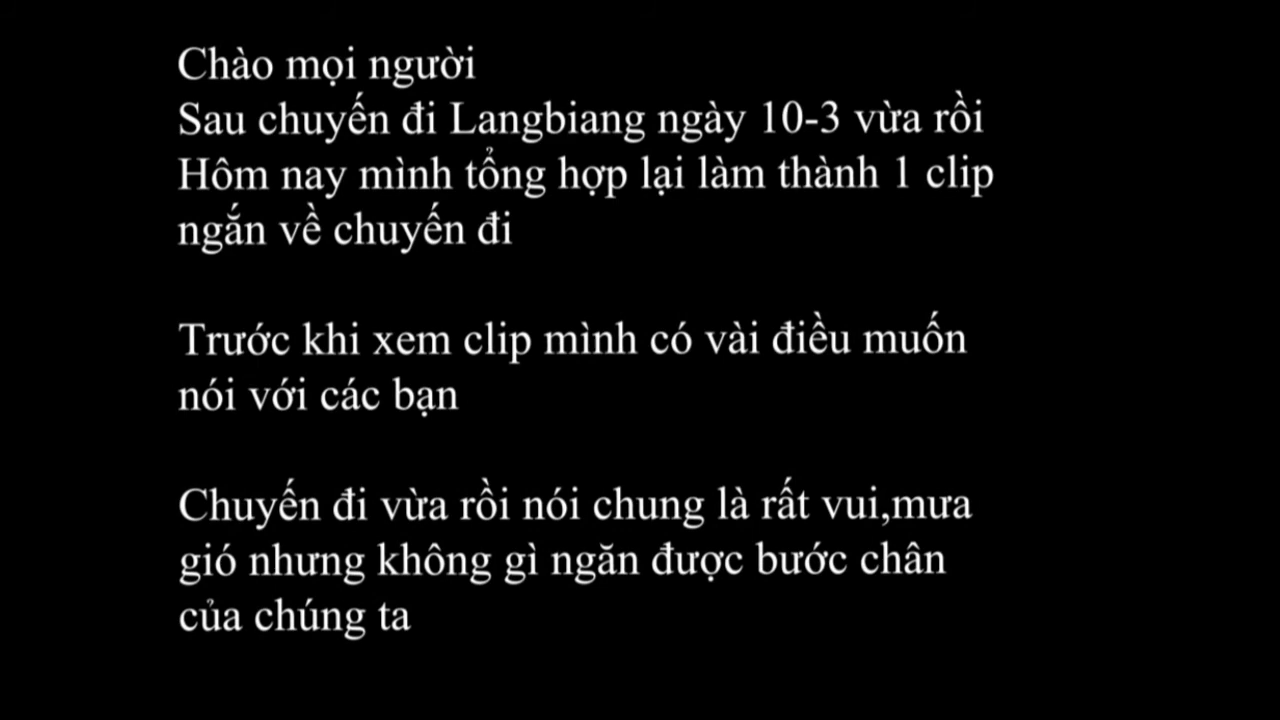 Chào mọi người
Sau chuyến đi Langbiang ngày 10-3 vừa rồi
Hôm nay mình tổng hợp lại làm thành 1 clip
ngắn về chuyến đi
Trước khi xem clip mình có vài điều muốn
nói với các bạn
Chuyến đi vừa rồi nói chung là rất vui,mưa
gió nhưng không gì ngăn được bước chân
của chúng ta